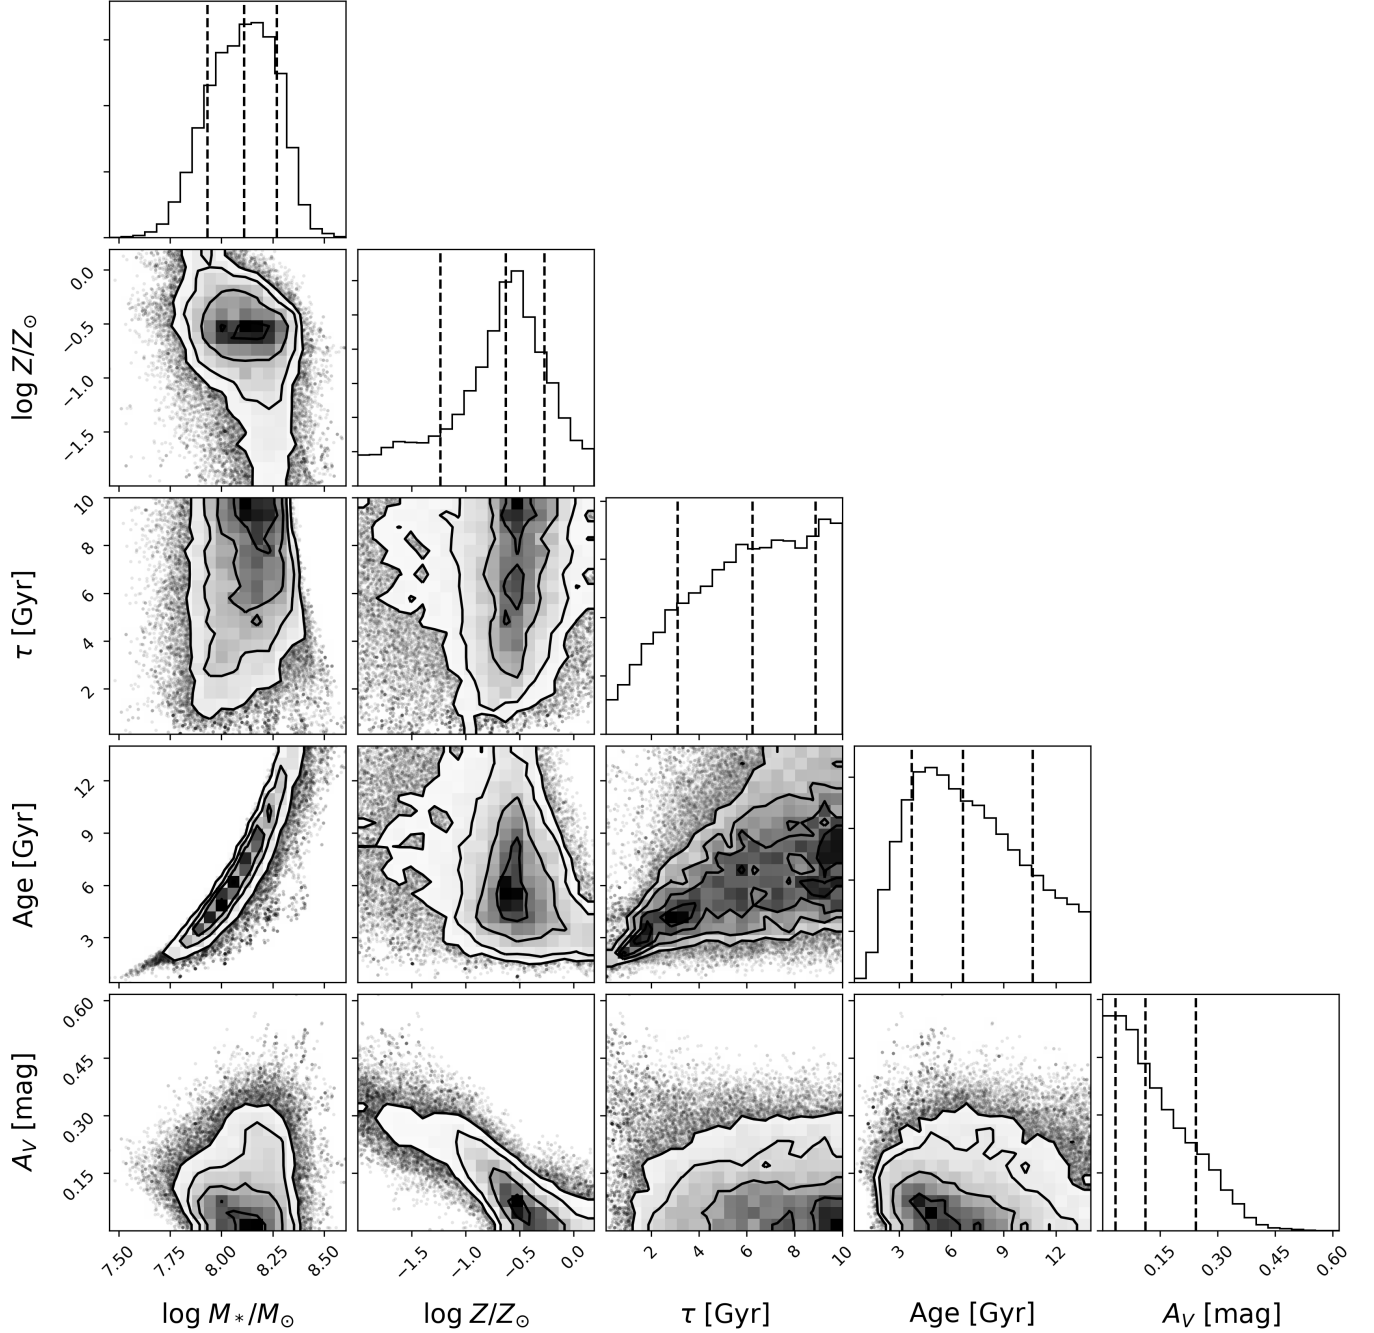 0.0
−0.5
−1.0
−1.5
log Z/Z⊙
10
8
6
4
2
τ [Gyr]
12
9
6
3
Age [Gyr]
0.60
0.45
0.30
0.15
A_V [mag]
7.50 7.75 8.00 8.25 8.50
−1.5 −1.0 −0.5 0.0
2 4 6 8 10
3 6 9 12
0.15 0.30 0.45 0.60
log M_*/M⊙ log Z/Z⊙ τ [Gyr] Age [Gyr] A_V [mag]